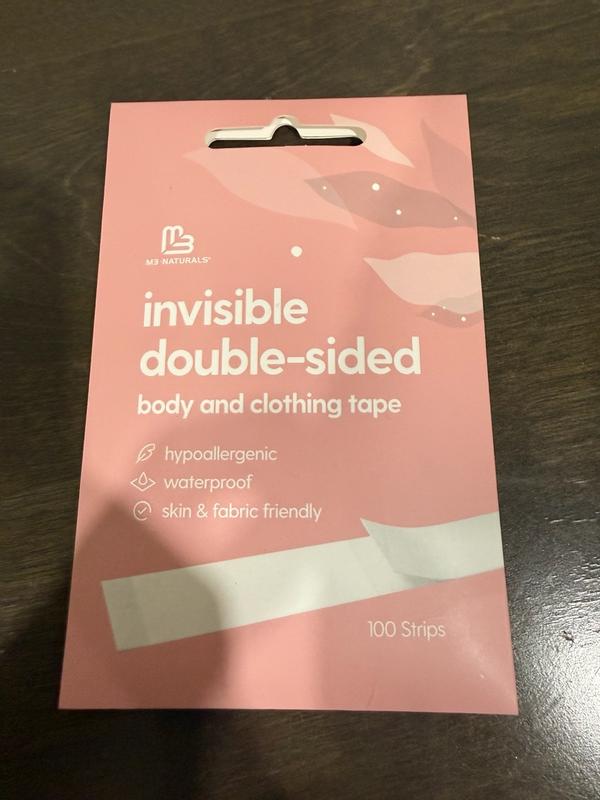 M3·NATURALS®
invisible
double-sided
body and clothing tape
hypoallergenic
waterproof
skin & fabric friendly
100 Strips